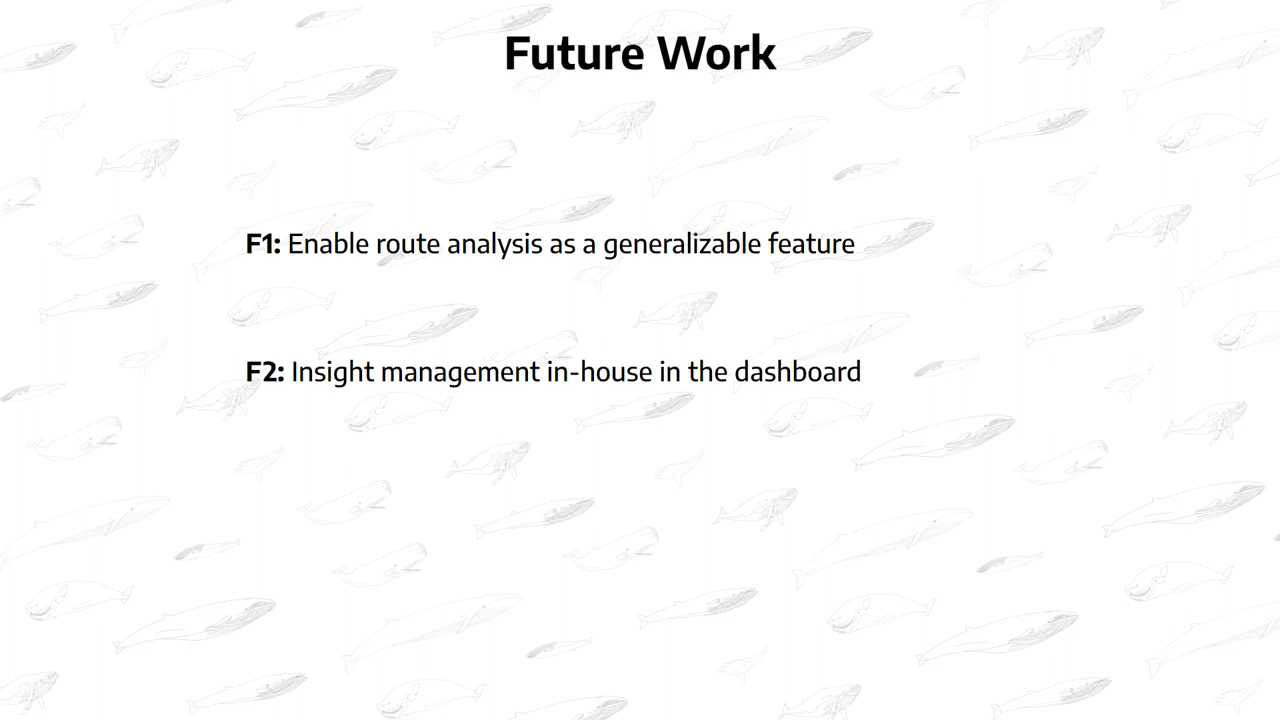 Future Work
F1: Enable route analysis as a generalizable feature
F2: Insight management in-house in the dashboard